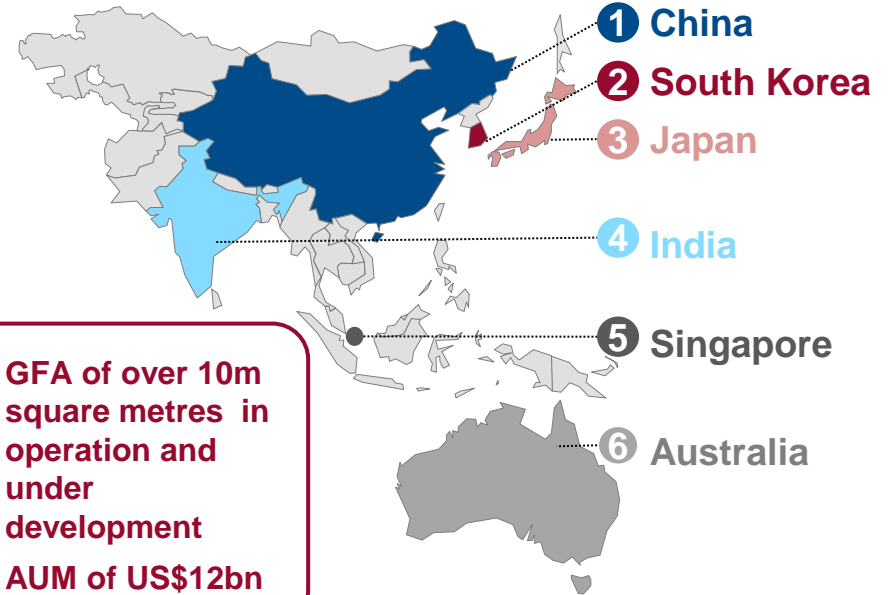 1 China
2 South Korea
3 Japan
4 India
5 Singapore
6 Australia
GFA of over 10m
square metres in
operation and
under
development
AUM of US$12bn